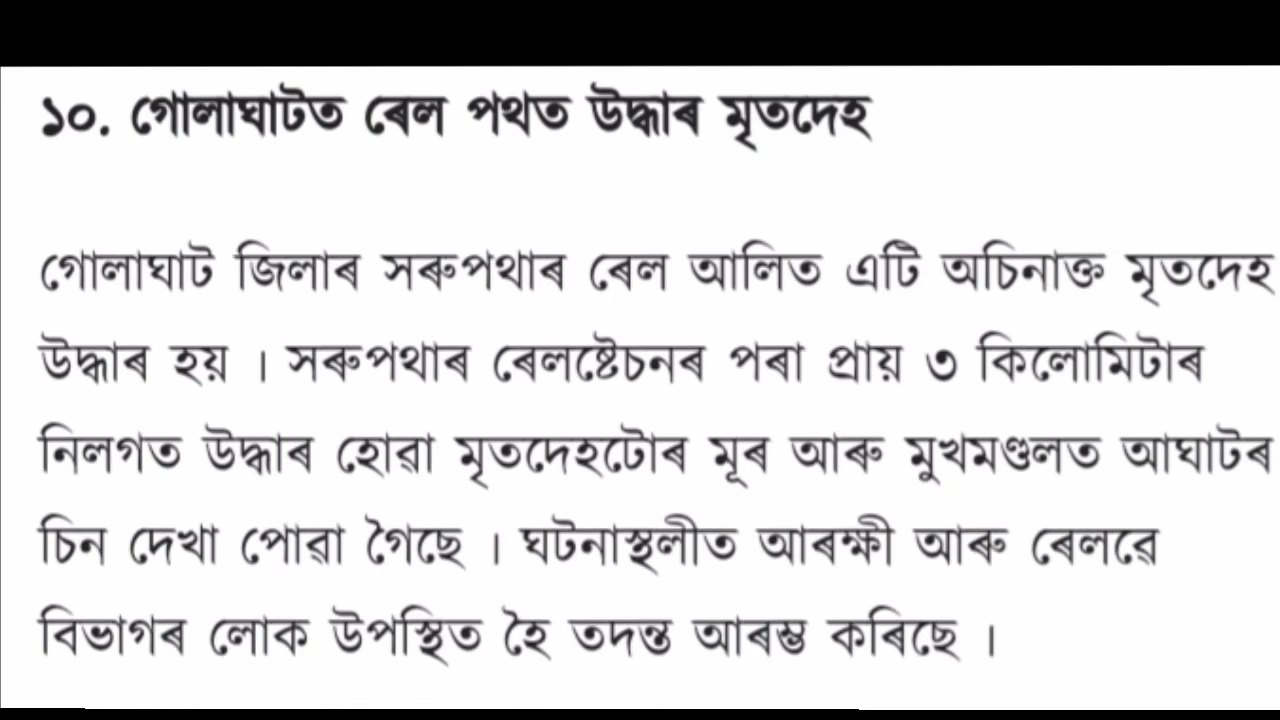 ১০. গোলাঘাটত ৰেল পথত উদ্ধাৰ মৃতদেহ
গোলাঘাট জিলাৰ সৰুপথাৰ ৰেল আলিত এটি অচিনাক্ত মৃতদেহ
উদ্ধাৰ হয় । সৰুপথাৰ ৰেলষ্টেচনৰ পৰা প্ৰায় ৩ কিলোমিটাৰ
নিলগত উদ্ধাৰ হোৱা মৃতদেহটোৰ মূৰ আৰু মুখমণ্ডলত আঘাটৰ
চিন দেখা পোৱা গৈছে । ঘটনাস্থলীত আৰক্ষী আৰু ৰেলৱে
বিভাগৰ লোক উপস্থিত হৈ তদন্ত আৰম্ভ কৰিছে ।